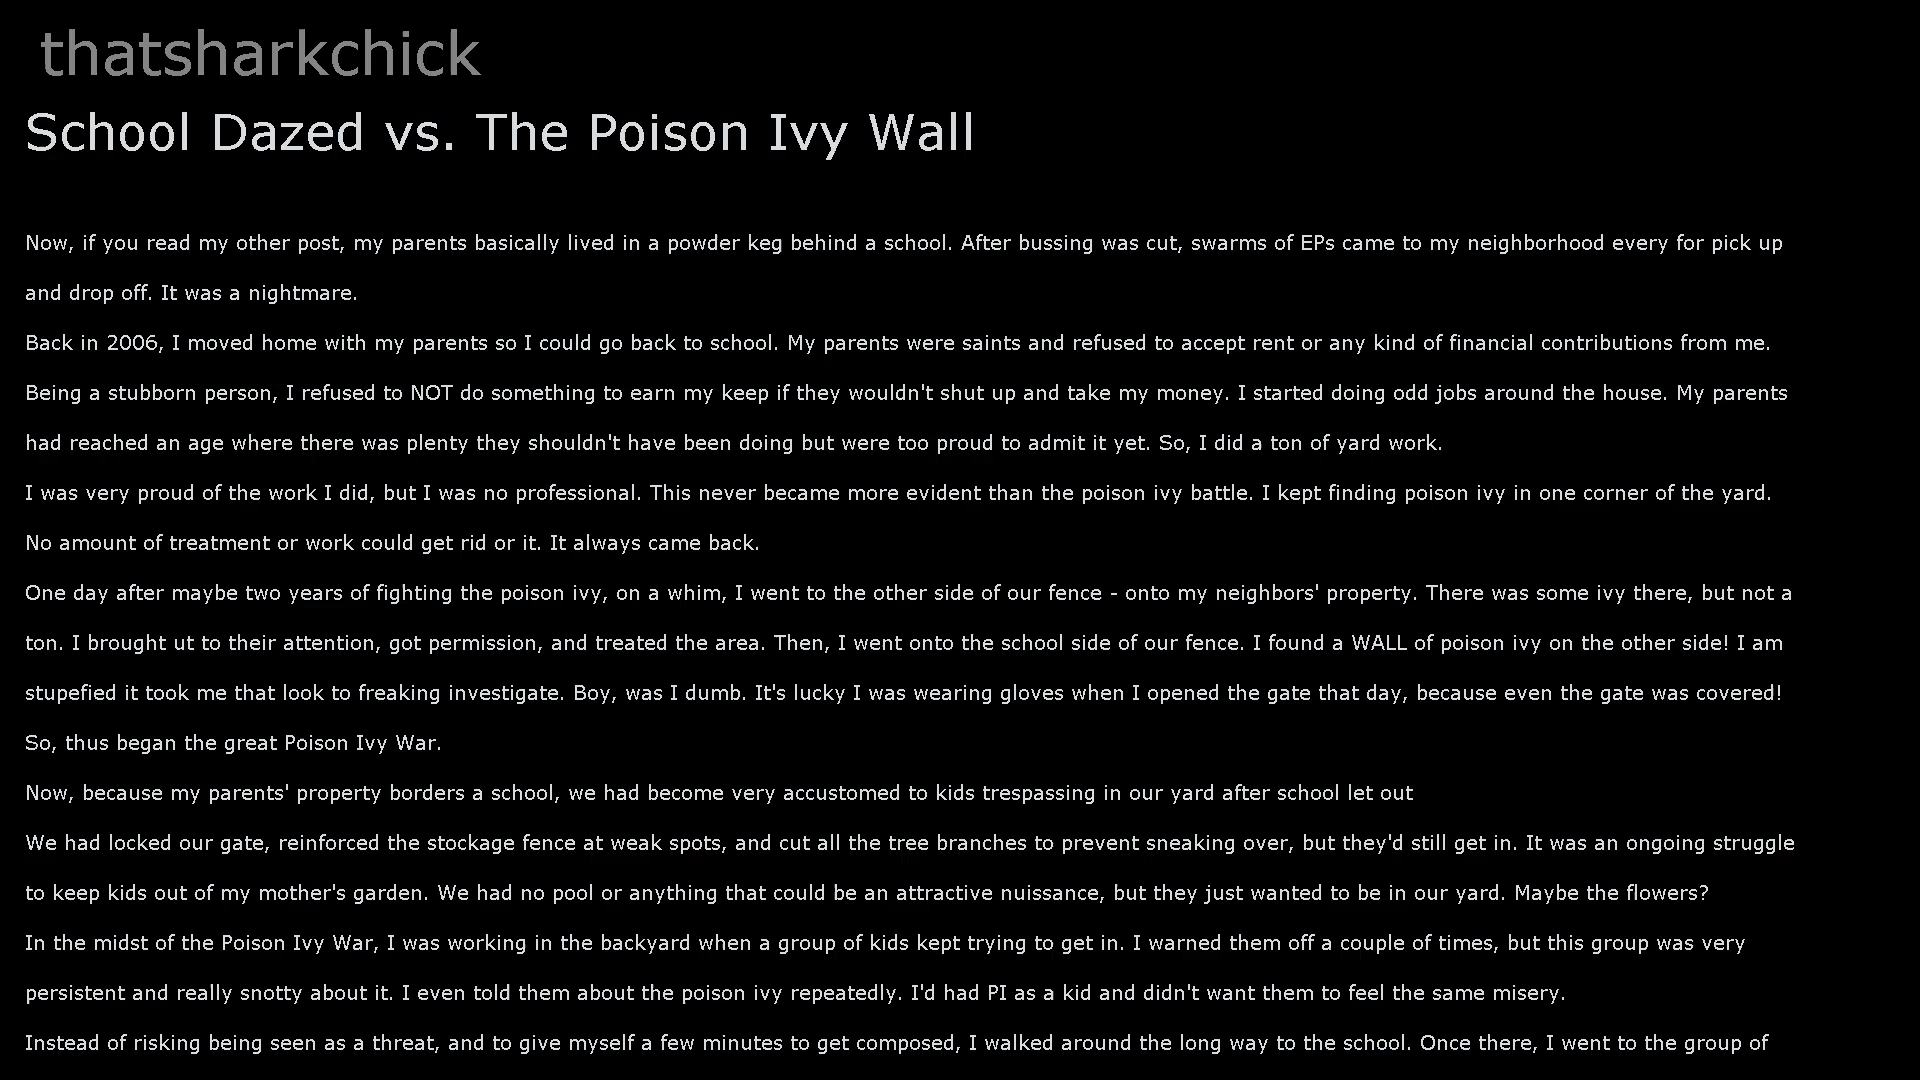 thatsharkchick
School Dazed vs. The Poison Ivy Wall
Now, if you read my other post, my parents basically lived in a powder keg behind a school. After bussing was cut, swarms of EPs came to my neighborhood every for pick up
and drop off. It was a nightmare.
Back in 2006, I moved home with my parents so I could go back to school. My parents were saints and refused to accept rent or any kind of financial contributions from me.
Being a stubborn person, I refused to NOT do something to earn my keep if they wouldn't shut up and take my money. I started doing odd jobs around the house. My parents
had reached an age where there was plenty they shouldn't have been doing but were too proud to admit it yet. So, I did a ton of yard work.
I was very proud of the work I did, but I was no professional. This never became more evident than the poison ivy battle. I kept finding poison ivy in one corner of the yard.
No amount of treatment or work could get rid or it. It always came back.
One day after maybe two years of fighting the poison ivy, on a whim, I went to the other side of our fence - onto my neighbors' property. There was some ivy there, but not a
ton. I brought ut to their attention, got permission, and treated the area. Then, I went onto the school side of our fence. I found a WALL of poison ivy on the other side! I am
stupefied it took me that look to freaking investigate. Boy, was I dumb. It's lucky I was wearing gloves when I opened the gate that day, because even the gate was covered!
So, thus began the great Poison Ivy War.
Now, because my parents' property borders a school, we had become very accustomed to kids trespassing in our yard after school let out
We had locked our gate, reinforced the stockage fence at weak spots, and cut all the tree branches to prevent sneaking over, but they'd still get in. It was an ongoing struggle
to keep kids out of my mother's garden. We had no pool or anything that could be an attractive nuissance, but they just wanted to be in our yard. Maybe the flowers?
In the midst of the Poison Ivy War, I was working in the backyard when a group of kids kept trying to get in. I warned them off a couple of times, but this group was very
persistent and really snotty about it. I even told them about the poison ivy repeatedly. I'd had PI as a kid and didn't want them to feel the same misery.
Instead of risking being seen as a threat, and to give myself a few minutes to get composed, I walked around the long way to the school. Once there, I went to the group of